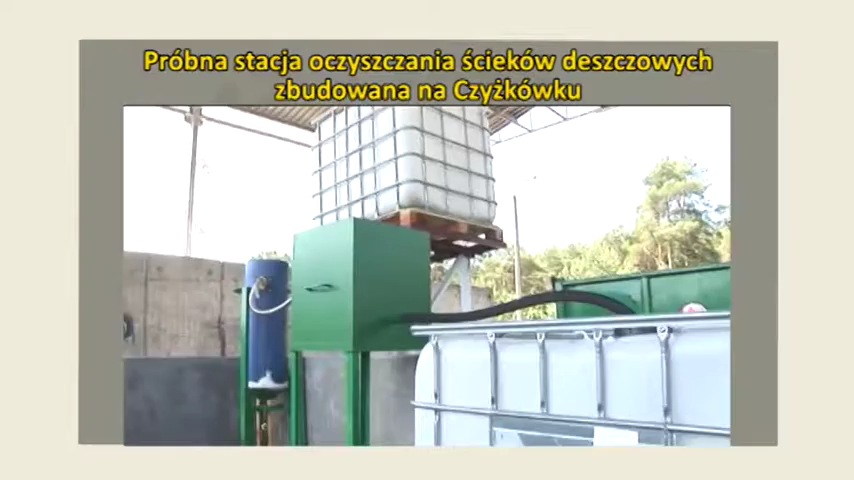 Próbna stacja oczyszczania ścieków deszczowych
zbudowana na Czyżkówku